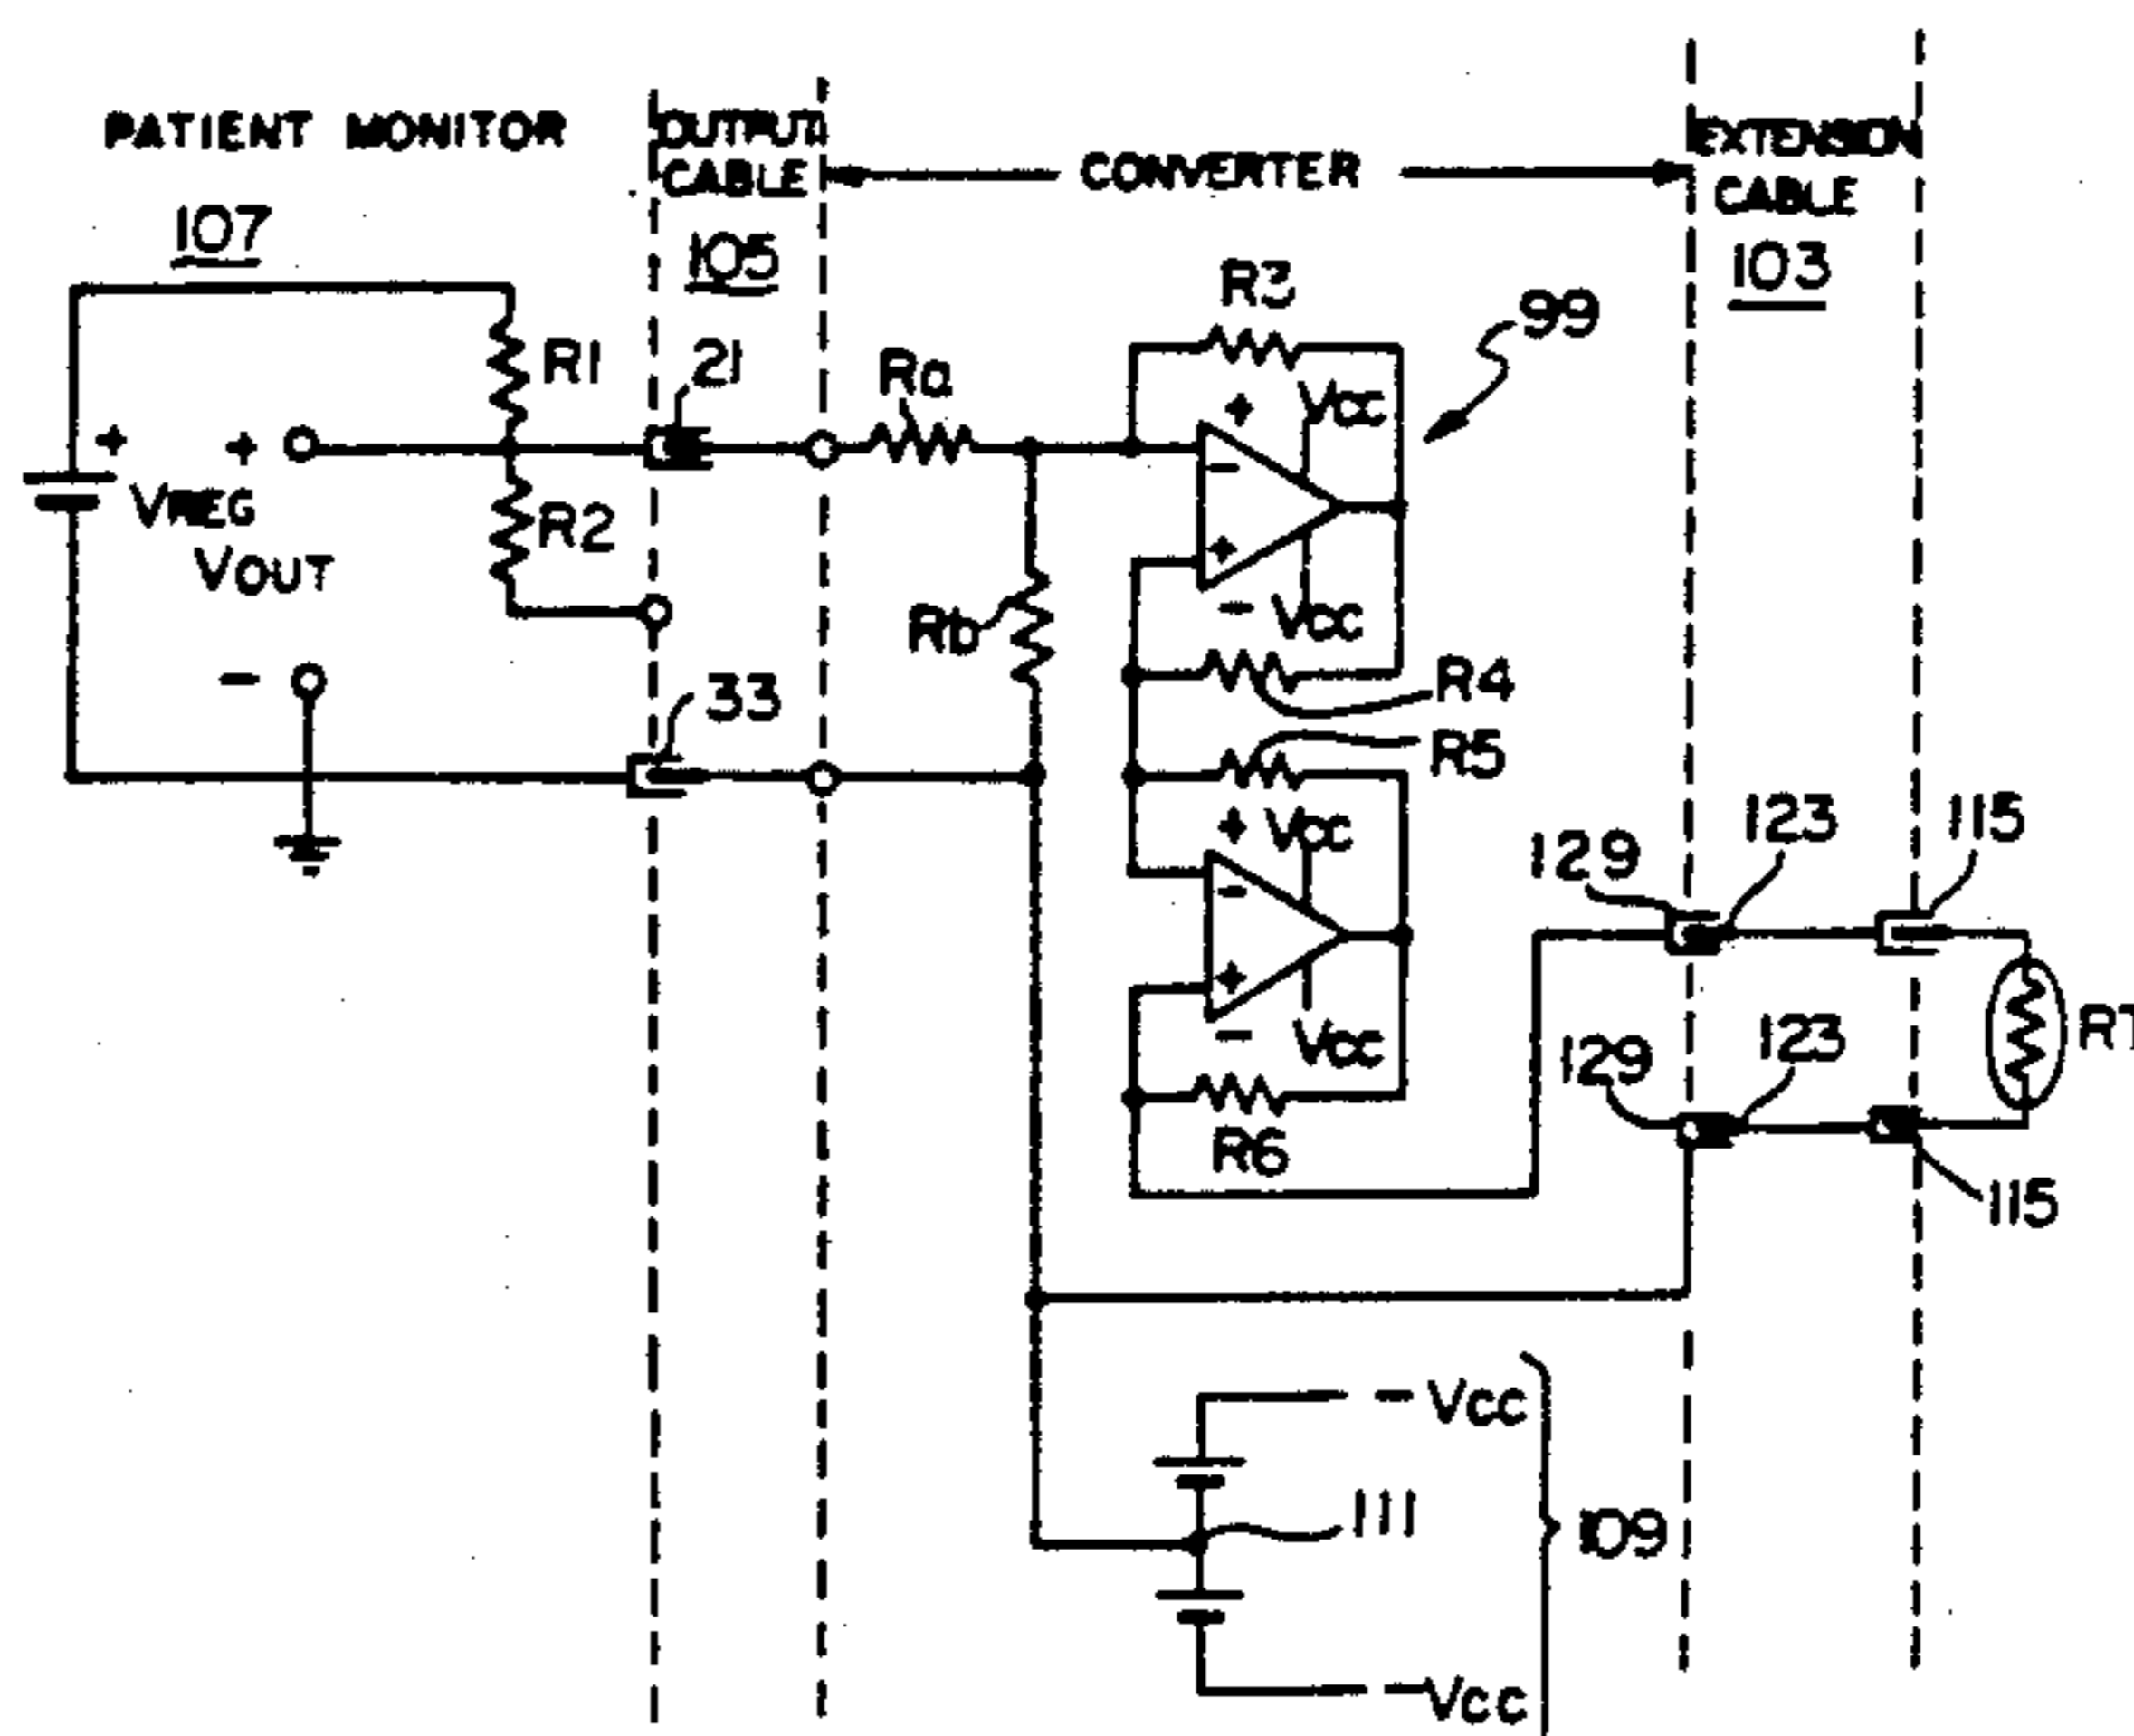 PATIENT MONITOR
OUTPUT
CABLE
CONVERTER
EXTENSION
CABLE
107
105
103
R1
21
Ra
R3
99
+ Vcc
+
+
VREG
R2
VOUT
-
+
- Vcc
Rb
-
33
R4
R5
+ Vcc
129
123
115
-
+
- Vcc
129
123
RT
R6
115
- Vcc
111
109
- Vcc